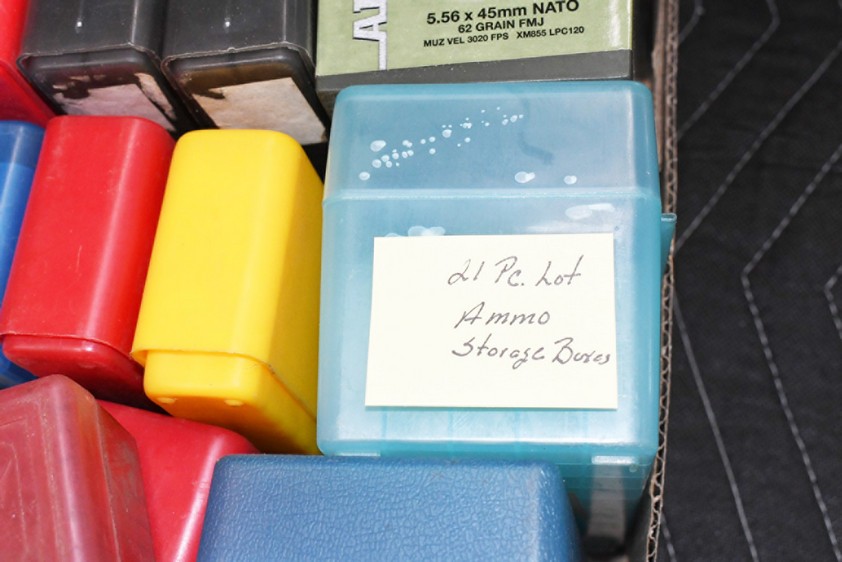 5.56 x 45mm NATO
62 GRAIN FMJ
MUZ VEL 3020 FPS XM855 LPC120
21 Pc. Lot
Ammo
Storage Boxes